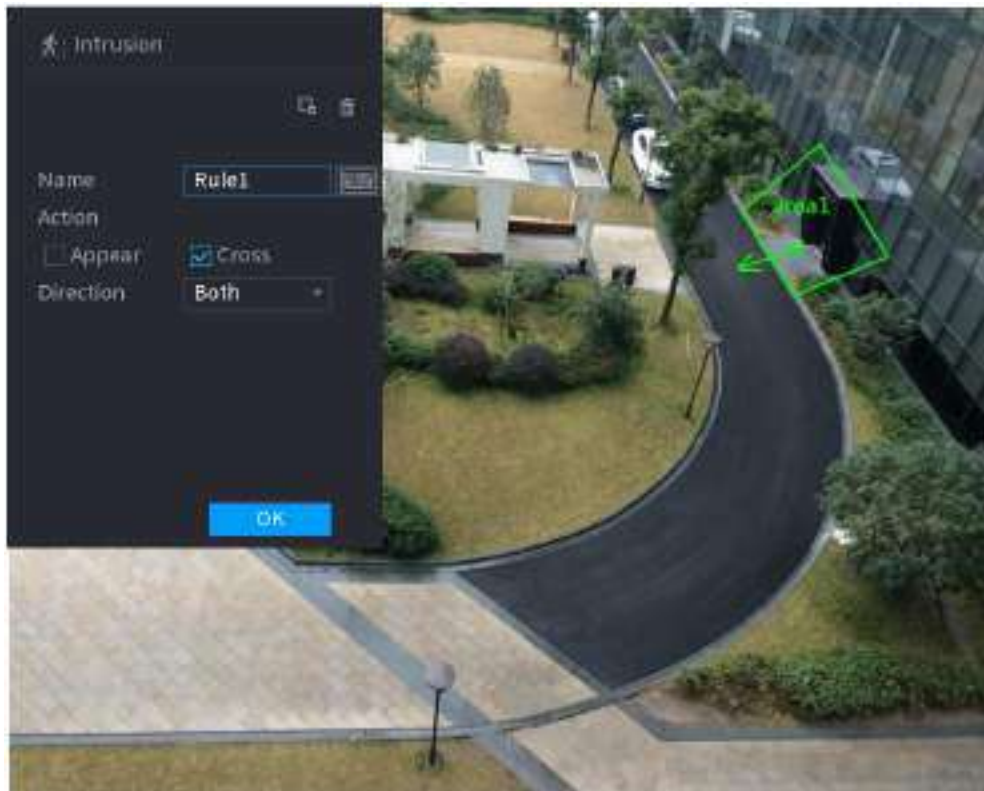 Intrusion
Name
Rule1
Action
Appear
Cross
Direction
Both
OK